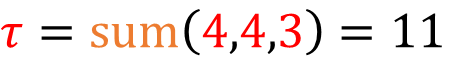 τ = sum(4,4,3) = 11